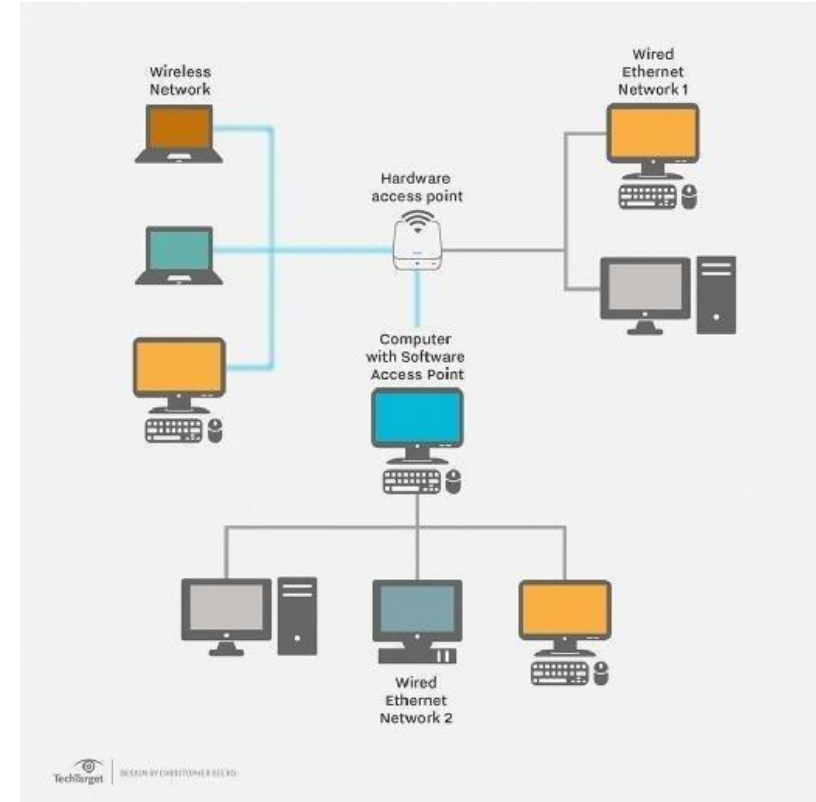 Wireless
Network
Wired
Ethernet
Network 1
Hardware
access point
Computer
with Software
Access Point
Wired
Ethernet
Network 2
TechTarget
DESIGN BY CHRISTOPHER SEERO